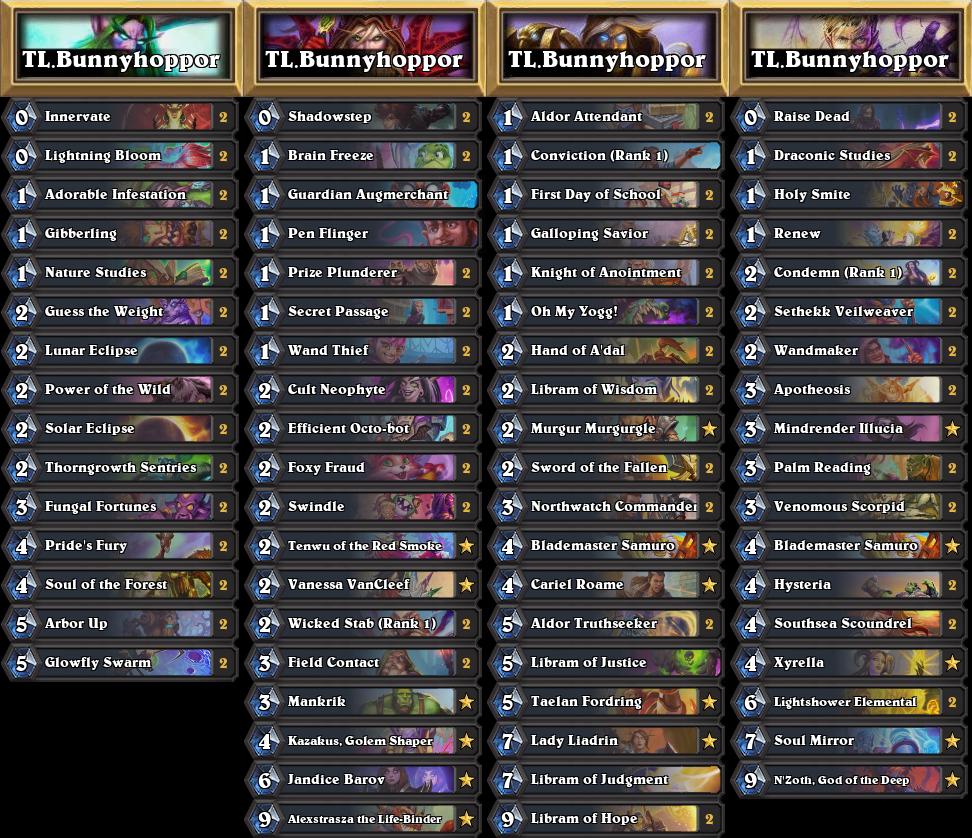 TL.Bunnyhoppor
0 Innervate 2
0 Lightning Bloom 2
1 Adorable Infestation 2
1 Gibberling 2
1 Nature Studies 2
2 Guess the Weight 2
2 Lunar Eclipse 2
2 Power of the Wild 2
2 Solar Eclipse 2
2 Thorngrowth Sentries 2
3 Fungal Fortunes 2
4 Pride's Fury 2
4 Soul of the Forest 2
5 Arbor Up 2
5 Glowfly Swarm 2
TL.Bunnyhoppor
0 Shadowstep 2
1 Brain Freeze 2
1 Guardian Augmerchant
1 Pen Flinger
1 Prize Plunderer 2
1 Secret Passage 2
1 Wand Thief 2
2 Cult Neophyte 2
2 Efficient Octo-bot 2
2 Foxy Fraud 2
2 Swindle 2
2 Tenwu of the Red Smoke
2 Vanessa VanCleef
2 Wicked Stab (Rank 1) 2
3 Field Contact 2
3 Mankrik
4 Kazakus, Golem Shaper
6 Jandice Barov
9 Alexstrasza the Life-Binder
TL.Bunnyhoppor
1 Aldor Attendant 2
1 Conviction (Rank 1)
1 First Day of School 2
1 Galloping Savior 2
1 Knight of Anointment 2
1 Oh My Yogg! 2
2 Hand of A'dal 2
2 Libram of Wisdom 2
2 Murgur Murgurgle
2 Sword of the Fallen 2
3 Northwatch Commander 2
4 Blademaster Samuro
4 Cariel Roame
5 Aldor Truthseeker 2
5 Libram of Justice
5 Taelan Fordring
7 Lady Liadrin
7 Libram of Judgment
9 Libram of Hope 2
TL.Bunnyhoppor
0 Raise Dead 2
1 Draconic Studies 2
1 Holy Smite 2
1 Renew 2
2 Condemn (Rank 1) 2
2 Sethekk Veilweaver 2
2 Wandmaker 2
3 Apotheosis 2
3 Mindrender Illucia
3 Palm Reading 2
3 Venomous Scorpid 2
4 Blademaster Samuro
4 Hysteria 2
4 Southsea Scoundrel 2
4 Xyrella
6 Lightshower Elemental 2
7 Soul Mirror
9 N'Zoth, God of the Deep